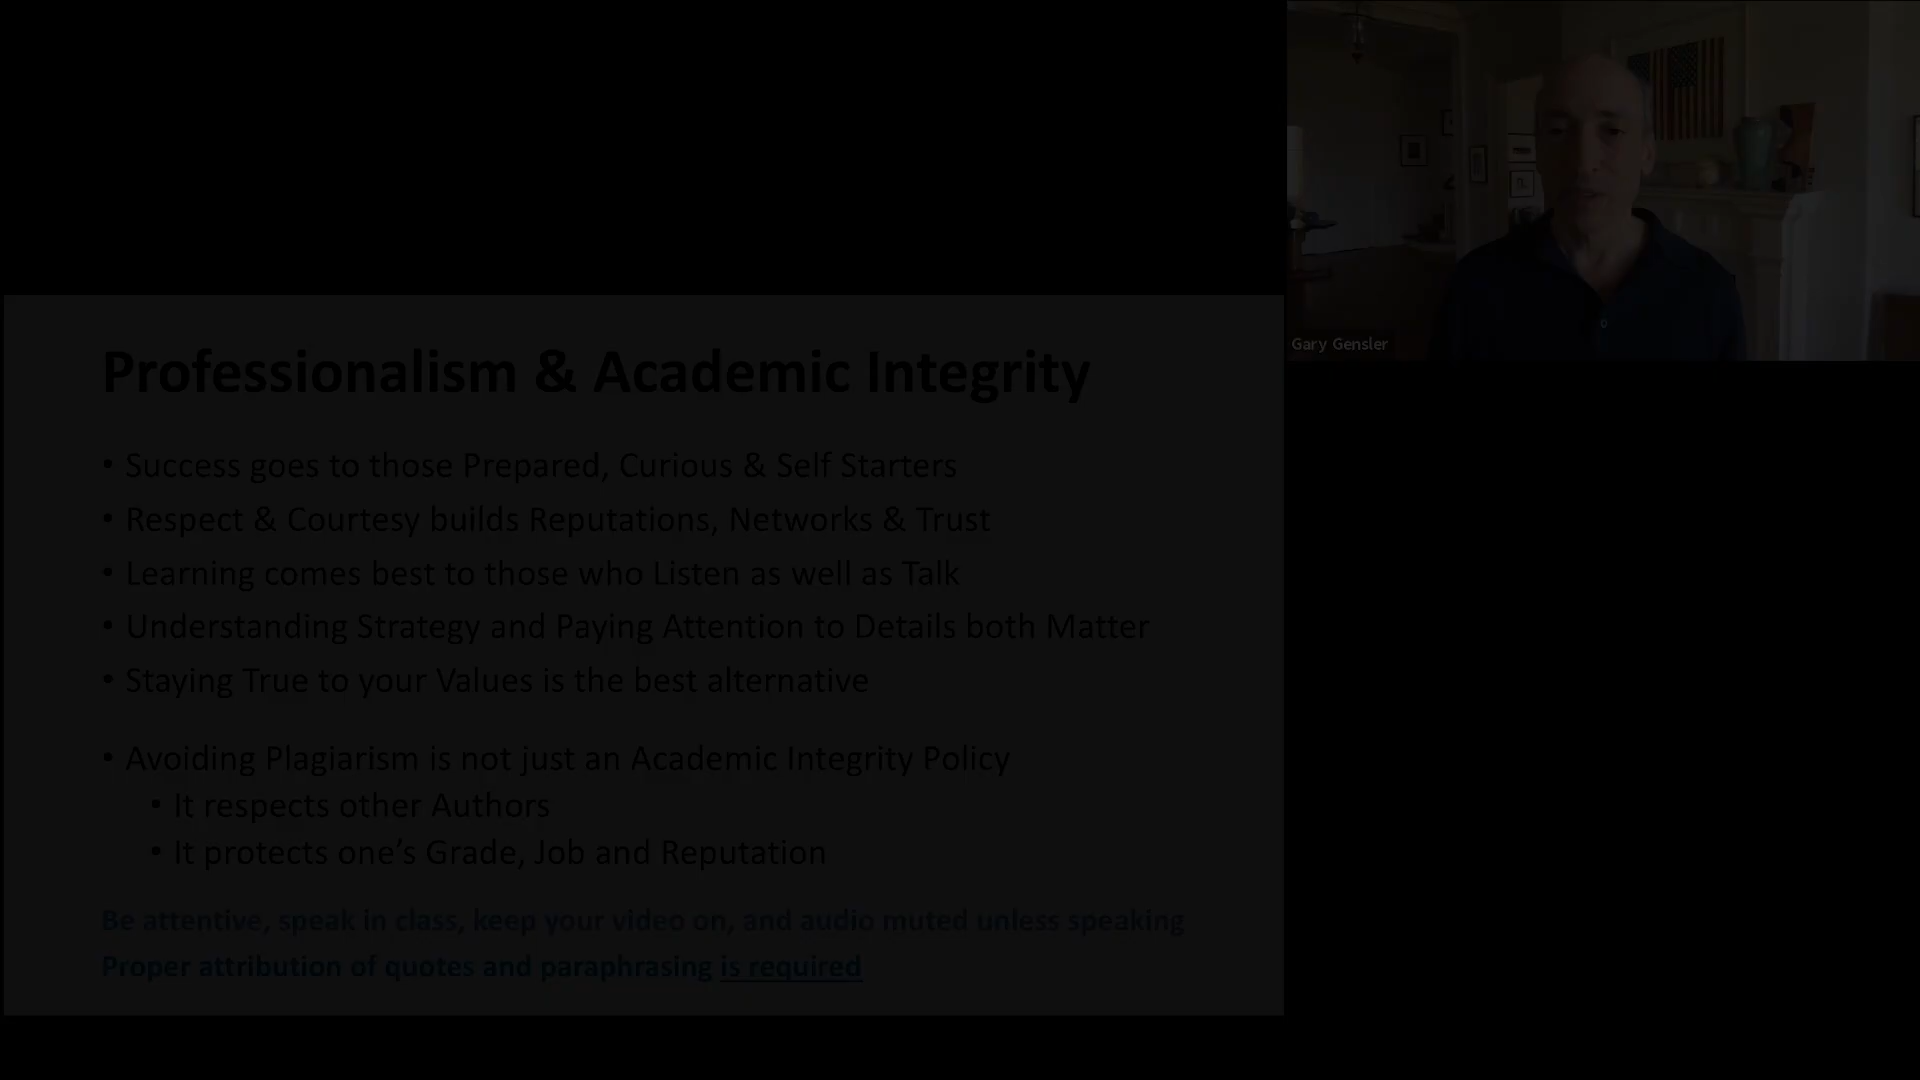 Gary Gensler
Professionalism & Academic Integrity
• Success goes to those Prepared, Curious & Self Starters
• Respect & Courtesy builds Reputations, Networks & Trust
• Learning comes best to those who Listen as well as Talk
• Understanding Strategy and Paying Attention to Details both Matter
• Staying True to your Values is the best alternative
• Avoiding Plagiarism is not just an Academic Integrity Policy
• It respects other Authors
• It protects one’s Grade, Job and Reputation
Be attentive, speak in class, keep your video on, and audio muted unless speaking
Proper attribution of quotes and paraphrasing is required